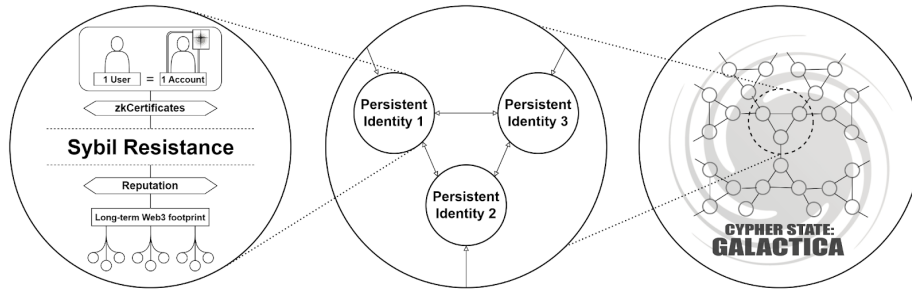 1 User = 1 Account
zkCertificates
Sybil Resistance
Reputation
Long-term Web3 footprint
Persistent
Identity 1
Persistent
Identity 3
Persistent
Identity 2
CYPHER STATE:
GALACTICA